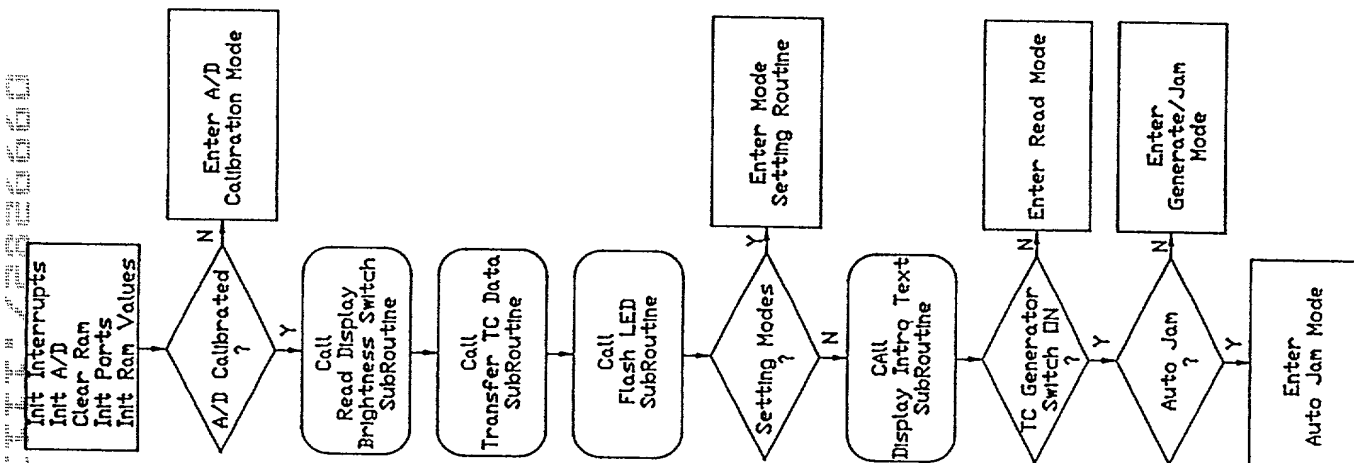 Init Interrupts
Init A/D
Clear Ram
Init Ports
Init Ram Values
A/D Calibrated
?
N
Enter A/D
Calibration Mode
Y
Call
Read Display
Brightness Switch
SubRoutine
Call
Transfer TC Data
SubRoutine
Call
Flash LED
SubRoutine
Setting Modes
?
Y
Enter Mode
Setting Routine
N
CAll
Display Intro Text
SubRoutine
TC Generator
Switch ON
?
N
Enter Read Mode
Y
Auto Jam
?
N
Enter
Generate/Jam
Mode
Y
Enter
Auto Jam Mode